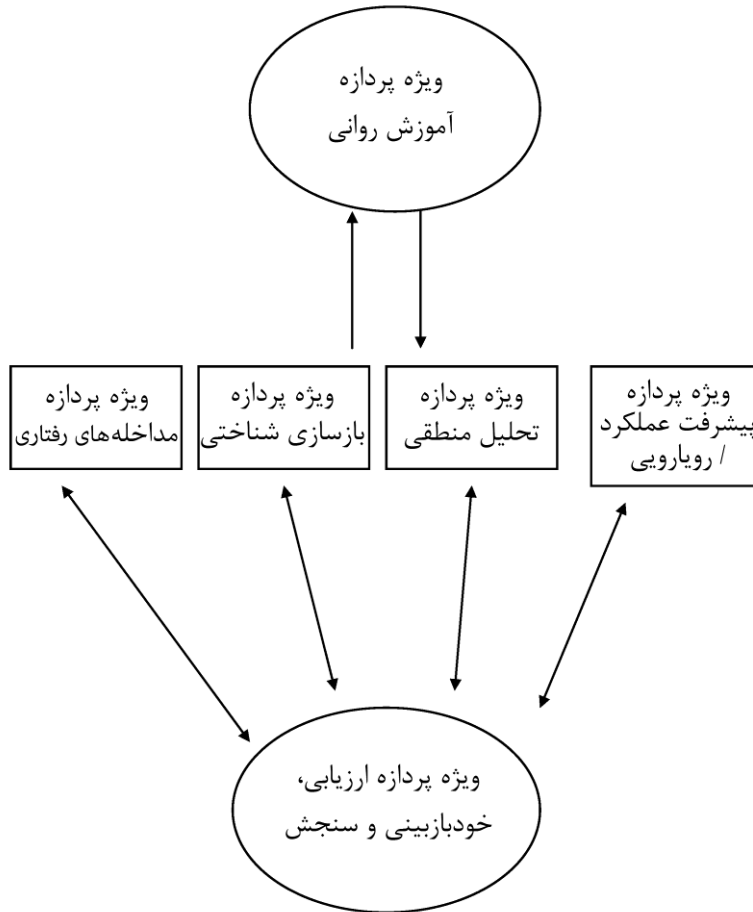 ویژه پردازه
آموزش روانی
ویژه پردازه
پیشرفت عملکرد
/ رویارویی
ویژه پردازه
تحلیل منطقی
ویژه پردازه
بازسازی شناختی
ویژه پردازه
مداخله‌های رفتاری
ویژه پردازه ارزیابی،
خودبازبینی و سنجش